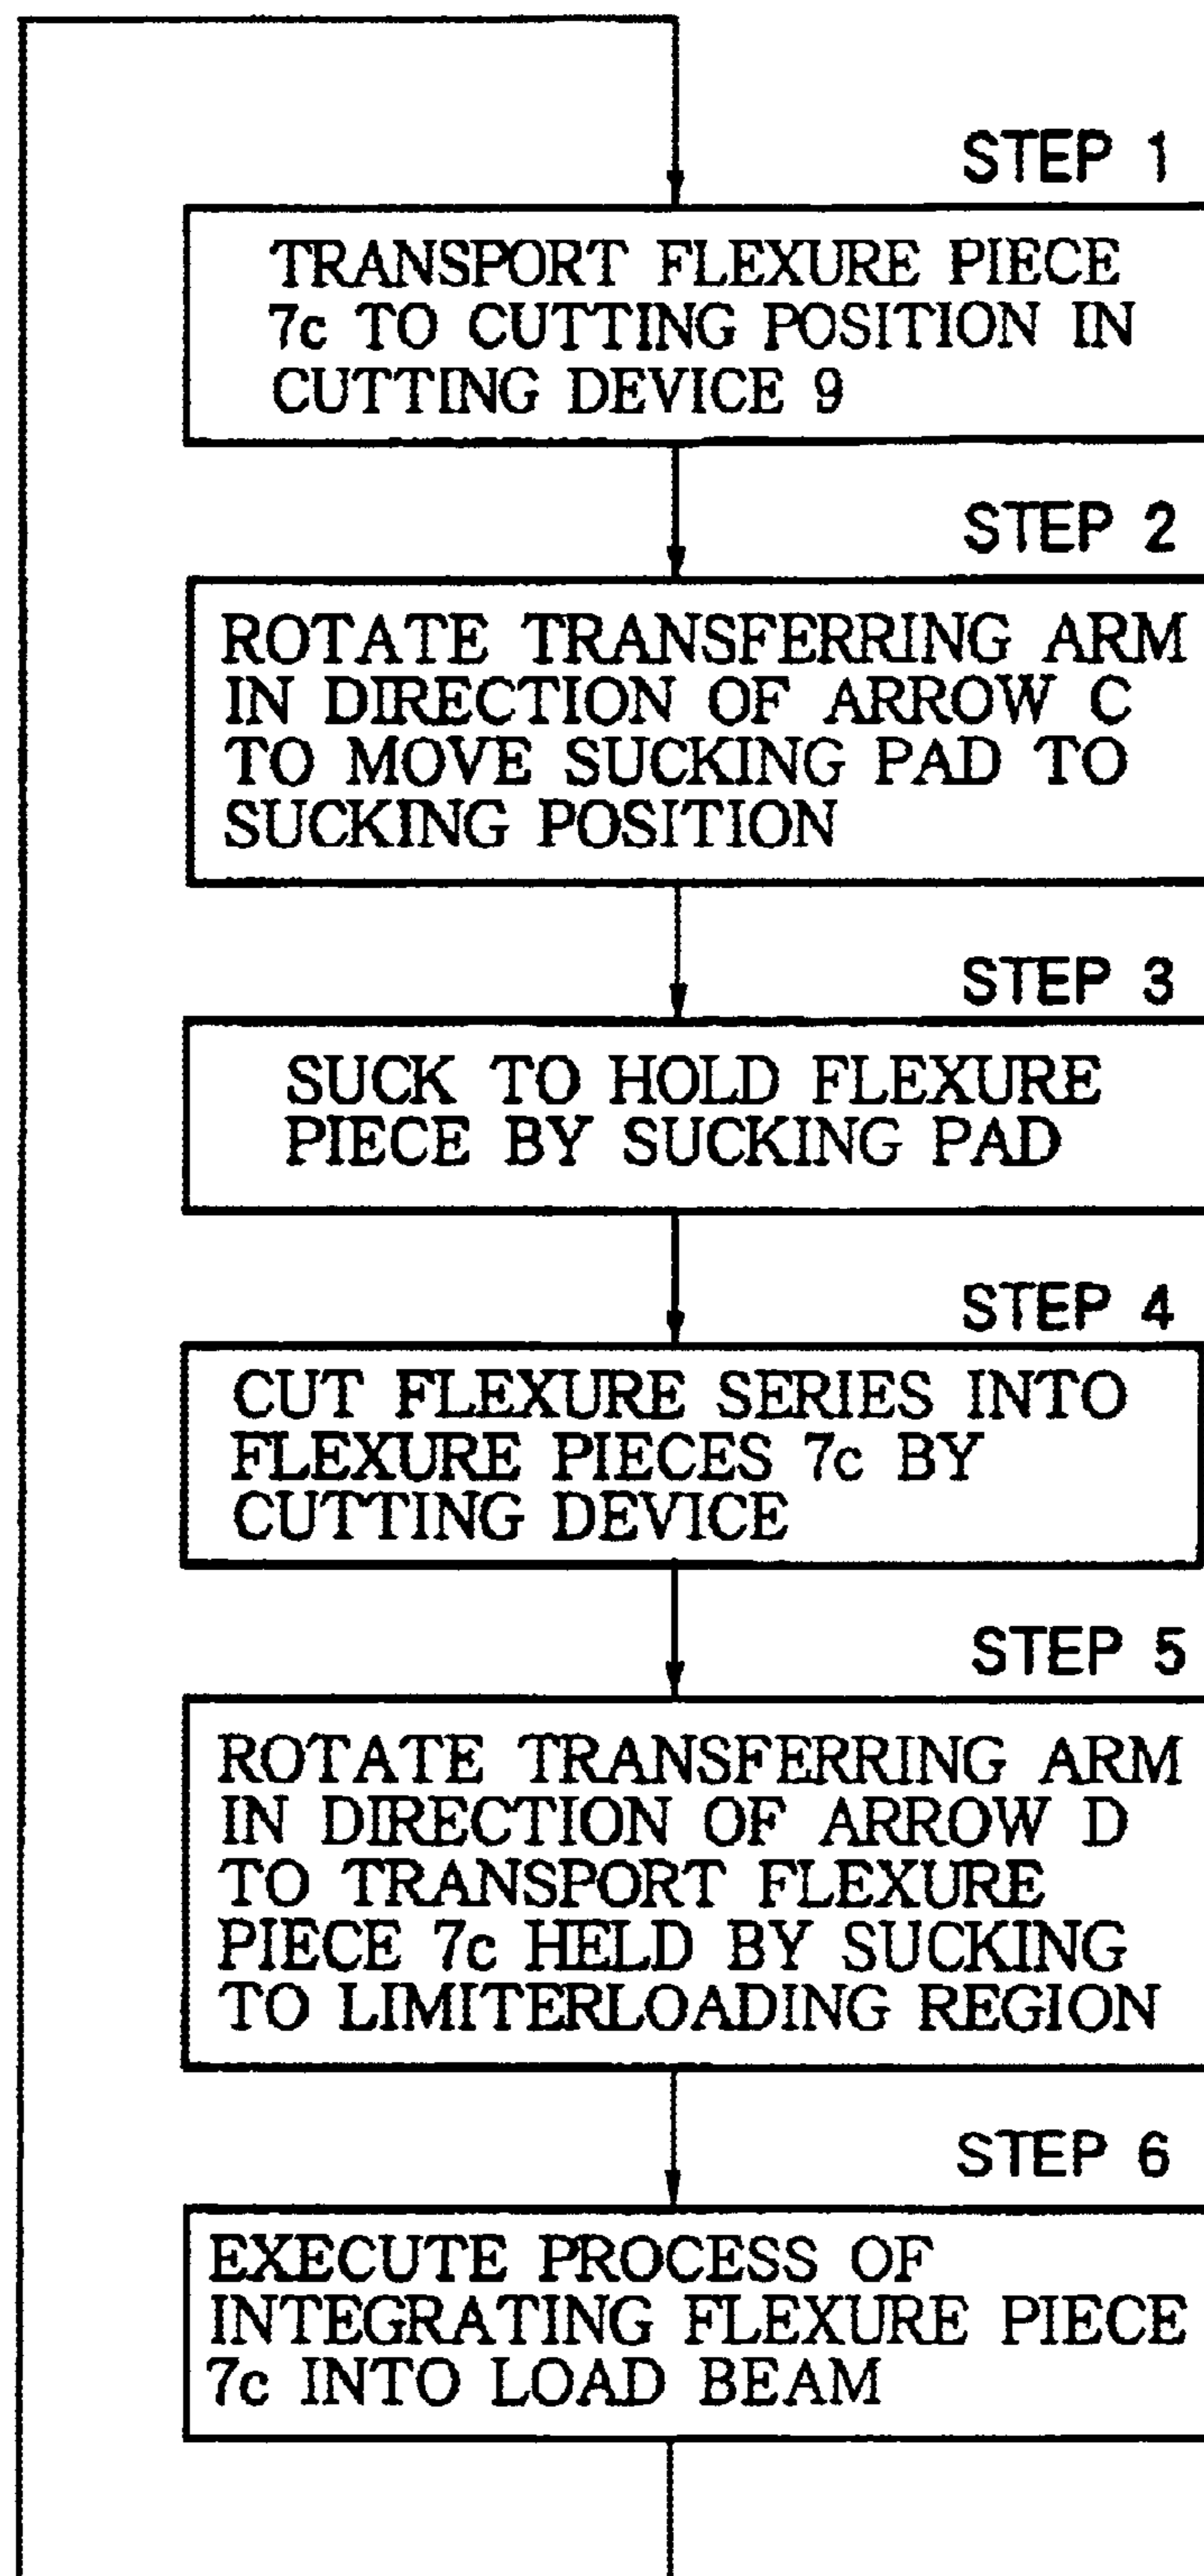 STEP 1
TRANSPORT FLEXURE PIECE
7c TO CUTTING POSITION IN
CUTTING DEVICE 9
STEP 2
ROTATE TRANSFERRING ARM
IN DIRECTION OF ARROW C
TO MOVE SUCKING PAD TO
SUCKING POSITION
STEP 3
SUCK TO HOLD FLEXURE
PIECE BY SUCKING PAD
STEP 4
CUT FLEXURE SERIES INTO
FLEXURE PIECES 7c BY
CUTTING DEVICE
STEP 5
ROTATE TRANSFERRING ARM
IN DIRECTION OF ARROW D
TO TRANSPORT FLEXURE
PIECE 7c HELD BY SUCKING
TO LIMITERLOADING REGION
STEP 6
EXECUTE PROCESS OF
INTEGRATING FLEXURE PIECE
7c INTO LOAD BEAM